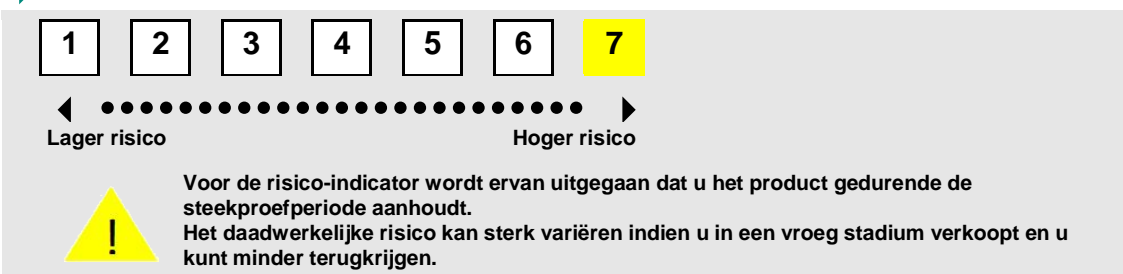 1 2 3 4 5 6 7
Lager risico Hoger risico
!
Voor de risico-indicator wordt ervan uitgegaan dat u het product gedurende de
steekproefperiode aanhoudt.
Het daadwerkelijke risico kan sterk variëren indien u in een vroeg stadium verkoopt en u
kunt minder terugkrijgen.